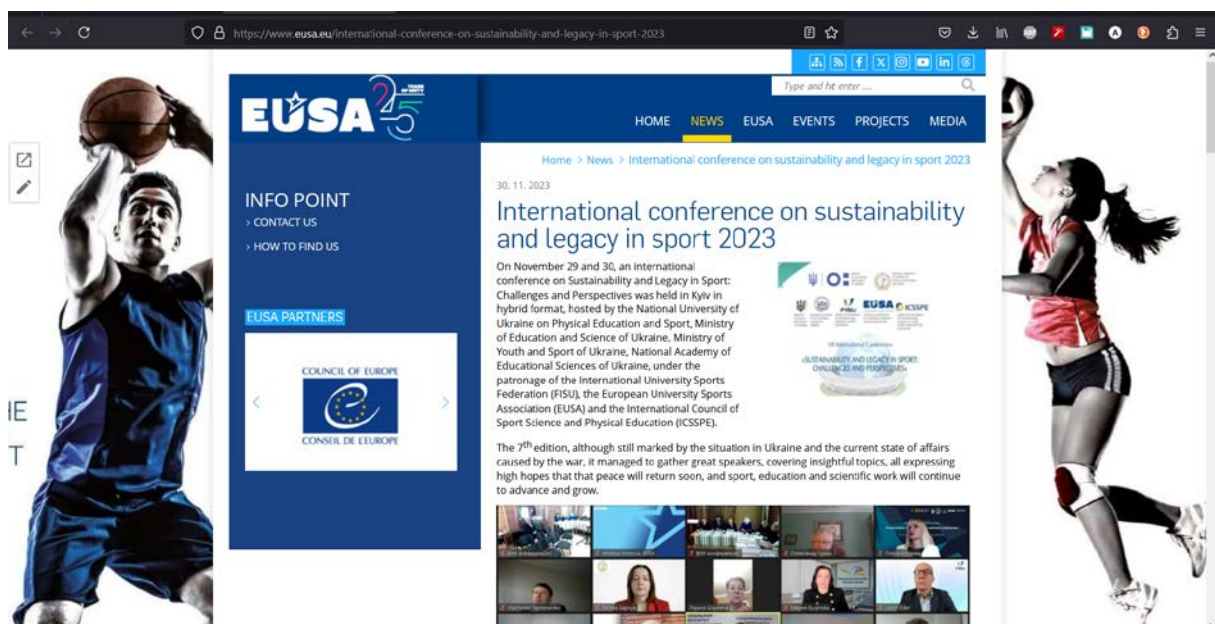 https://www.eusa.eu/international-conference-on-sustainability-and-legacy-in-sport-2023
EUSA 25
YEARS
OF UNITY
Type and hit enter ...
HOME NEWS EUSA EVENTS PROJECTS MEDIA
Home > News > International conference on sustainability and legacy in sport 2023
INFO POINT
> CONTACT US
> HOW TO FIND US
EUSA PARTNERS
COUNCIL OF EUROPE
CONSEIL DE L'EUROPE
HE
T
30. 11. 2023
International conference on sustainability
and legacy in sport 2023
On November 29 and 30, an international
conference on Sustainability and Legacy in Sport:
Challenges and Perspectives was held in Kyiv in
hybrid format, hosted by the National University of
Ukraine on Physical Education and Sport, Ministry
of Education and Science of Ukraine, Ministry of
Youth and Sport of Ukraine, National Academy of
Educational Sciences of Ukraine, under the
patronage of the International University Sports
Federation (FISU), the European University Sports
Association (EUSA) and the International Council of
Sport Science and Physical Education (ICSSPE).
FISU EUSA ICSSPE
VII International Conference
«SUSTAINABILITY AND LEGACY IN SPORT:
CHALLENGES AND PERSPECTIVES»
The 7th edition, although still marked by the situation in Ukraine and the current state of affairs
caused by the war, it managed to gather great speakers, covering insightful topics, all expressing
high hopes that that peace will return soon, and sport, education and scientific work will continue
to advance and grow.